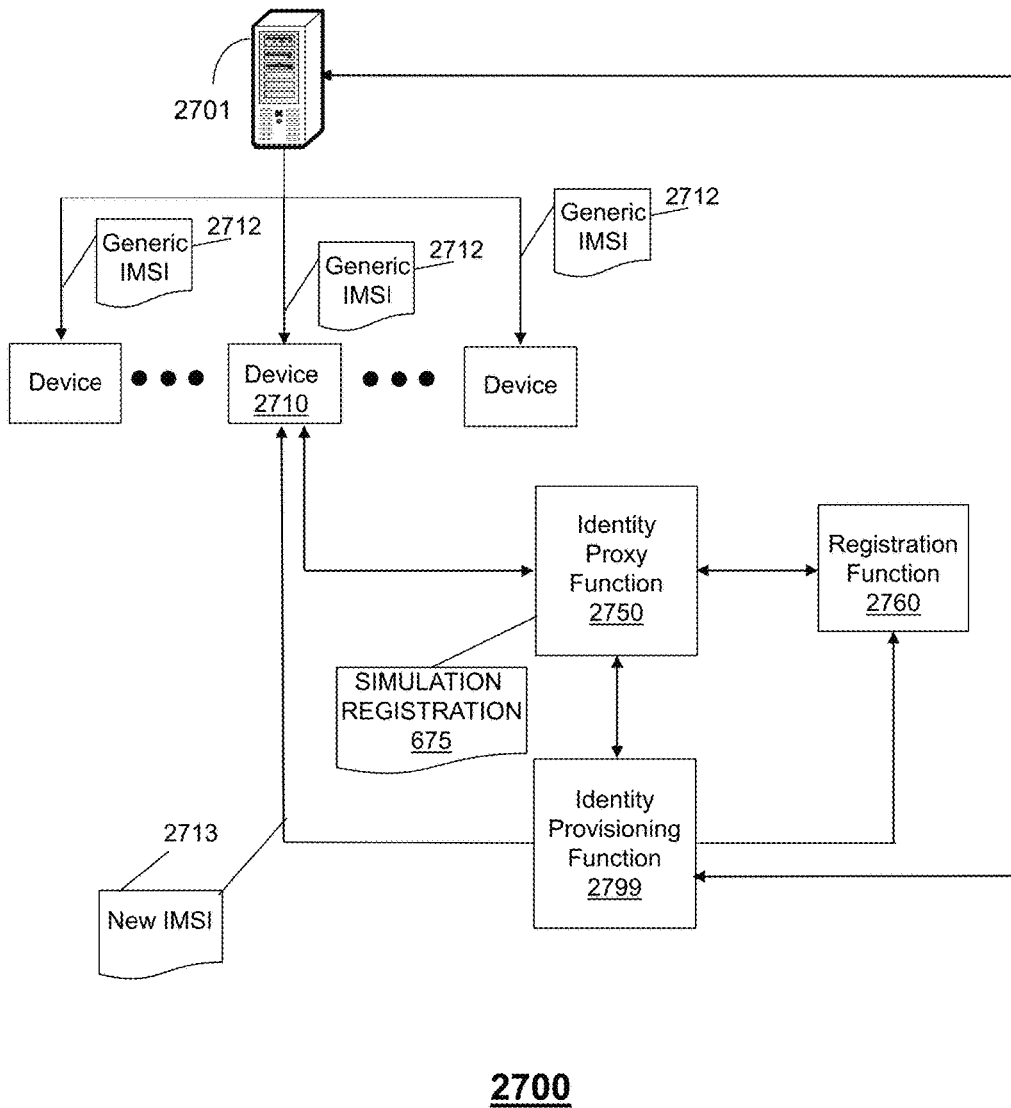 2701
2712
Generic
IMSI
2712
Generic
IMSI
2712
Generic
IMSI
Device
Device
2710
Device
Identity
Proxy
Function
2750
Registration
Function
2760
SIMULATION
REGISTRATION
675
Identity
Provisioning
Function
2799
2713
New IMSI
2700